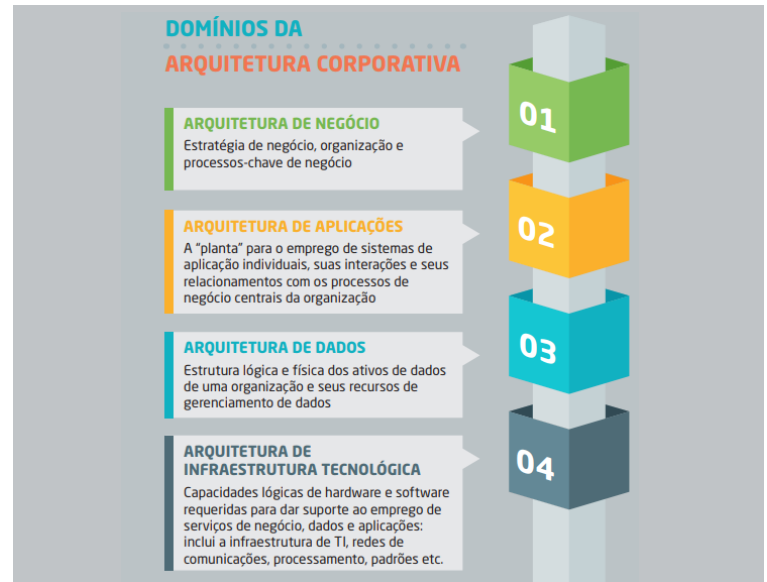 DOMÍNIOS DA
ARQUITETURA CORPORATIVA
ARQUITETURA DE NEGÓCIO
Estratégia de negócio, organização e
processos-chave de negócio
01
ARQUITETURA DE APLICAÇÕES
A "planta" para o emprego de sistemas de
aplicação individuais, suas interações e seus
relacionamentos com os processos de
negócio centrais da organização
02
ARQUITETURA DE DADOS
Estrutura lógica e física dos ativos de dados
de uma organização e seus recursos de
gerenciamento de dados
03
ARQUITETURA DE
INFRAESTRUTURA TECNOLÓGICA
Capacidades lógicas de hardware e software
requeridas para dar suporte ao emprego de
serviços de negócio, dados e aplicações:
inclui a infraestrutura de TI, redes de
comunicações, processamento, padrões etc.
04